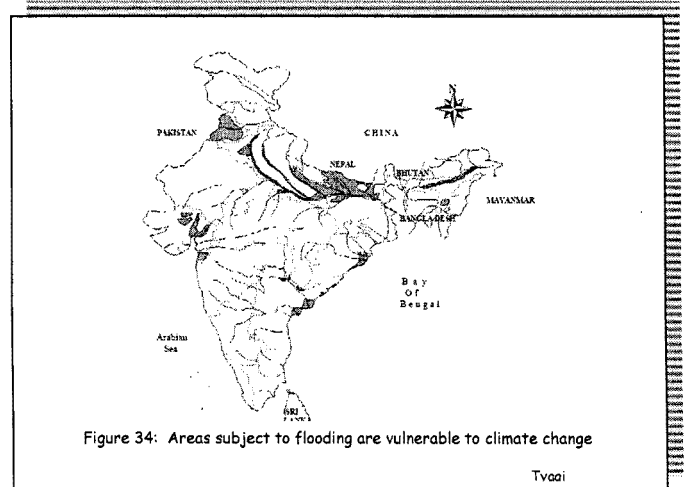 N
PAKISTAN
CHINA
NEPAL
BHUTAN
MAYANMAR
BANGLADESH
Bay
Of
Bengal
Arabian
Sea
SRI
LANKA
Figure 34: Areas subject to flooding are vulnerable to climate change
Tvaai